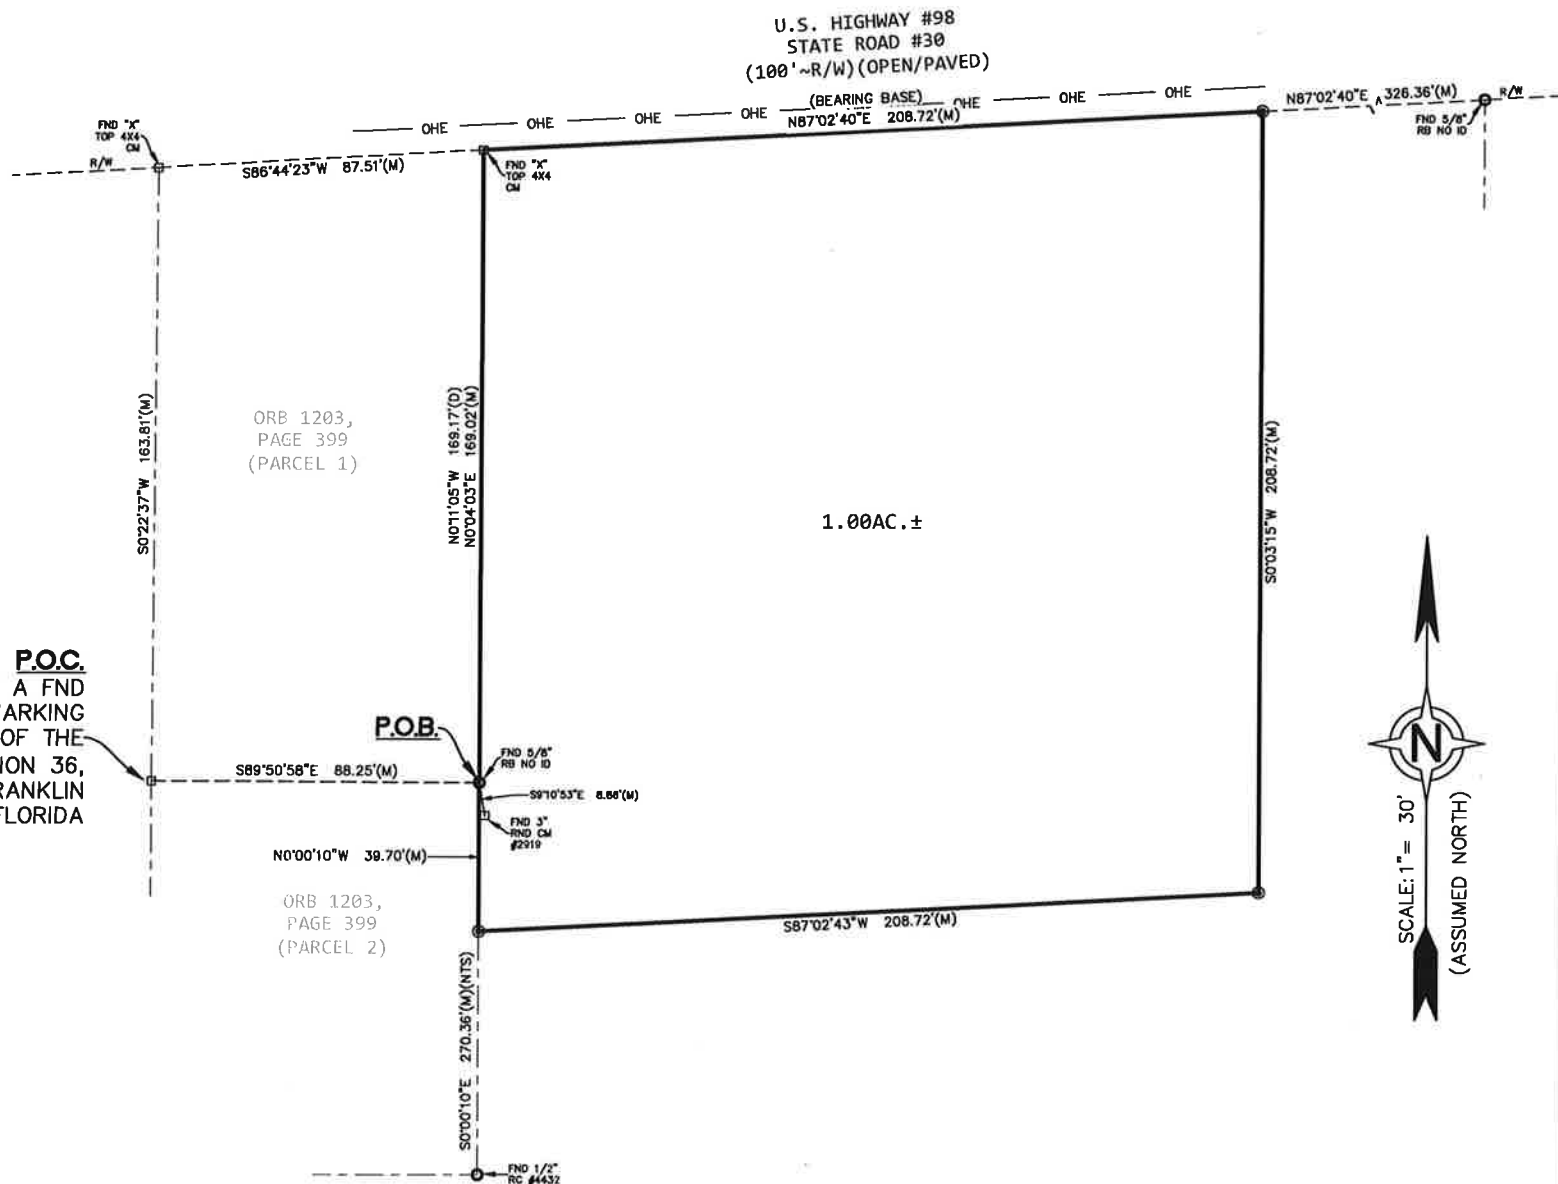 U.S. HIGHWAY #98
STATE ROAD #30
(100'~R/W)(OPEN/PAVED)
OHE OHE OHE OHE (BEARING BASE) OHE OHE OHE
N87°02'40"E 208.72'(M)
N87°02'40"E 326.36'(M)
R/W
FND 5/8"
RB NO ID
FND "X"
TOP 4X4
CM
R/W
S86°44'23"W 87.51'(M)
FND "X"
TOP 4X4
CM
S0°22'37"W 163.81'(M)
ORB 1203,
PAGE 399
(PARCEL 1)
N0°11'05"W 169.17'(D)
N0°04'03"E 169.02'(M)
1.00AC.±
S0°03'15"W 208.72'(M)
P.O.C.
A FND
ARKING
OF THE
ION 36,
RANKLIN
FLORIDA
P.O.B.
FND 5/8"
RB NO ID
S89°50'58"E 88.25'(M)
S9°10'53"E
FND 3"
RND CM
#2919
N0°00'10"W 39.70'(M)
ORB 1203,
PAGE 399
(PARCEL 2)
S87°02'43"W 208.72'(M)
S0°00'10"E 270.36'(M)(NTS)
FND 1/2"
RC #4432
N
SCALE: 1" = 30'
(ASSUMED NORTH)